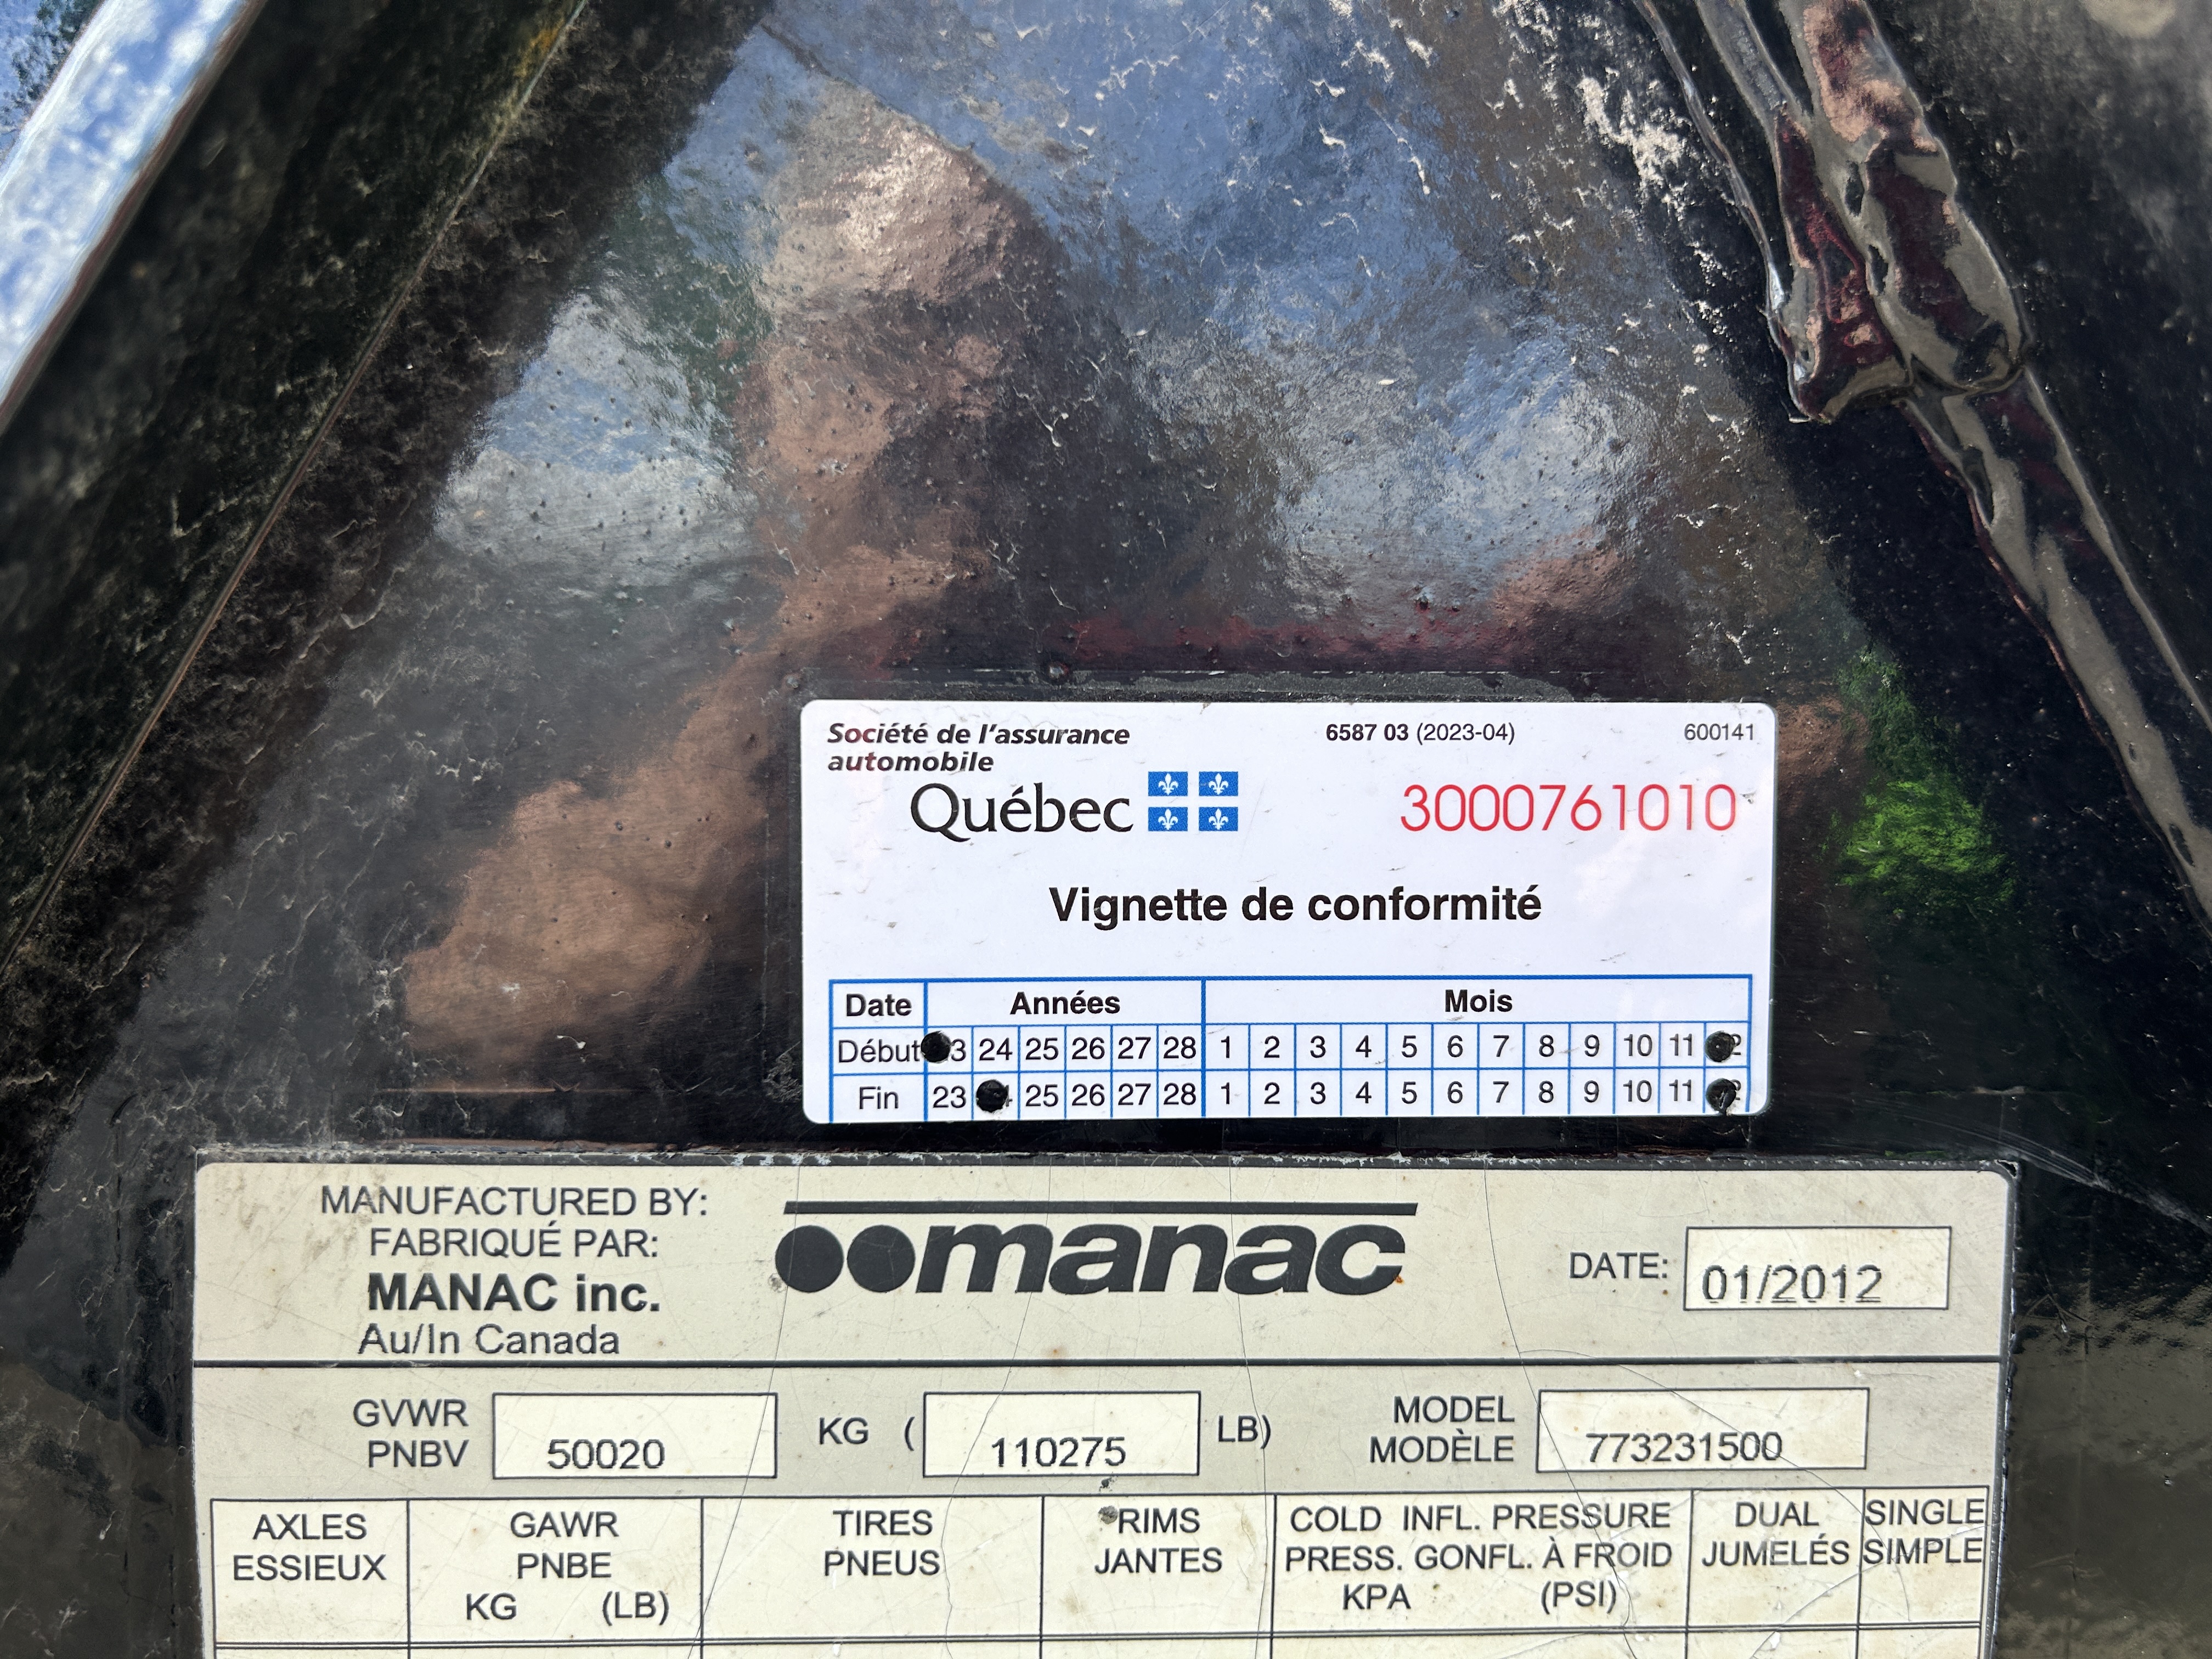 Société de l'assurance
automobile
Québec
6587 03 (2023-04)
600141
3000761010
Vignette de conformité
Date Années Mois
Début 3 24 25 26 27 28 1 2 3 4 5 6 7 8 9 10 11 2
Fin 23 25 26 27 28 1 2 3 4 5 6 7 8 9 10 11
MANUFACTURED BY:
FABRIQUÉ PAR:
MANAC inc.
Au/In Canada
manac
DATE: 01/2012
GVWR
PNBV
50020 KG ( 110275 LB)
MODEL
MODÈLE
773231500
AXLES
ESSIEUX
GAWR
PNBE
KG (LB)
TIRES
PNEUS
RIMS
JANTES
COLD INFL. PRESSURE
PRESS. GONFL. À FROID
KPA (PSI)
DUAL
JUMELÉS
SINGLE
SIMPLE